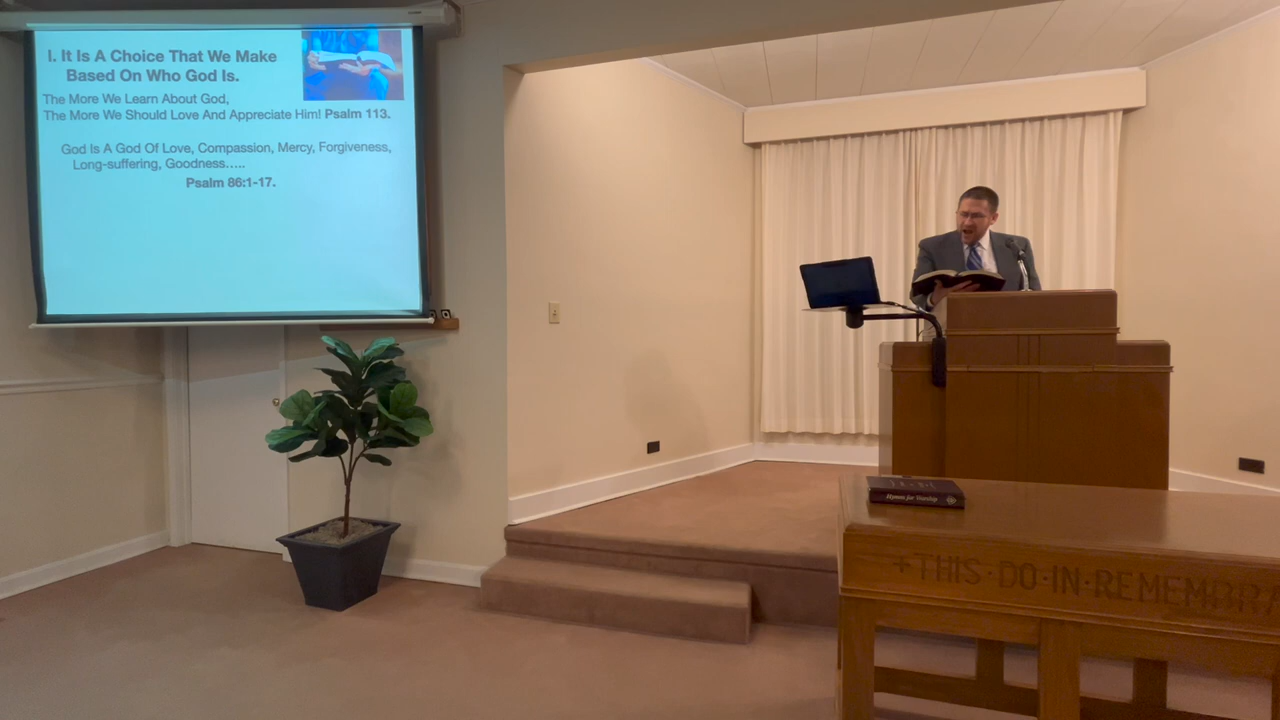 I. It Is A Choice That We Make
Based On Who God Is.
The More We Learn About God,
The More We Should Love And Appreciate Him! Psalm 113.
God Is A God Of Love, Compassion, Mercy, Forgiveness,
Long-suffering, Goodness.....
Psalm 86:1-17.
Hymns for Worship
+THIS·DO·IN·REMEMBRA